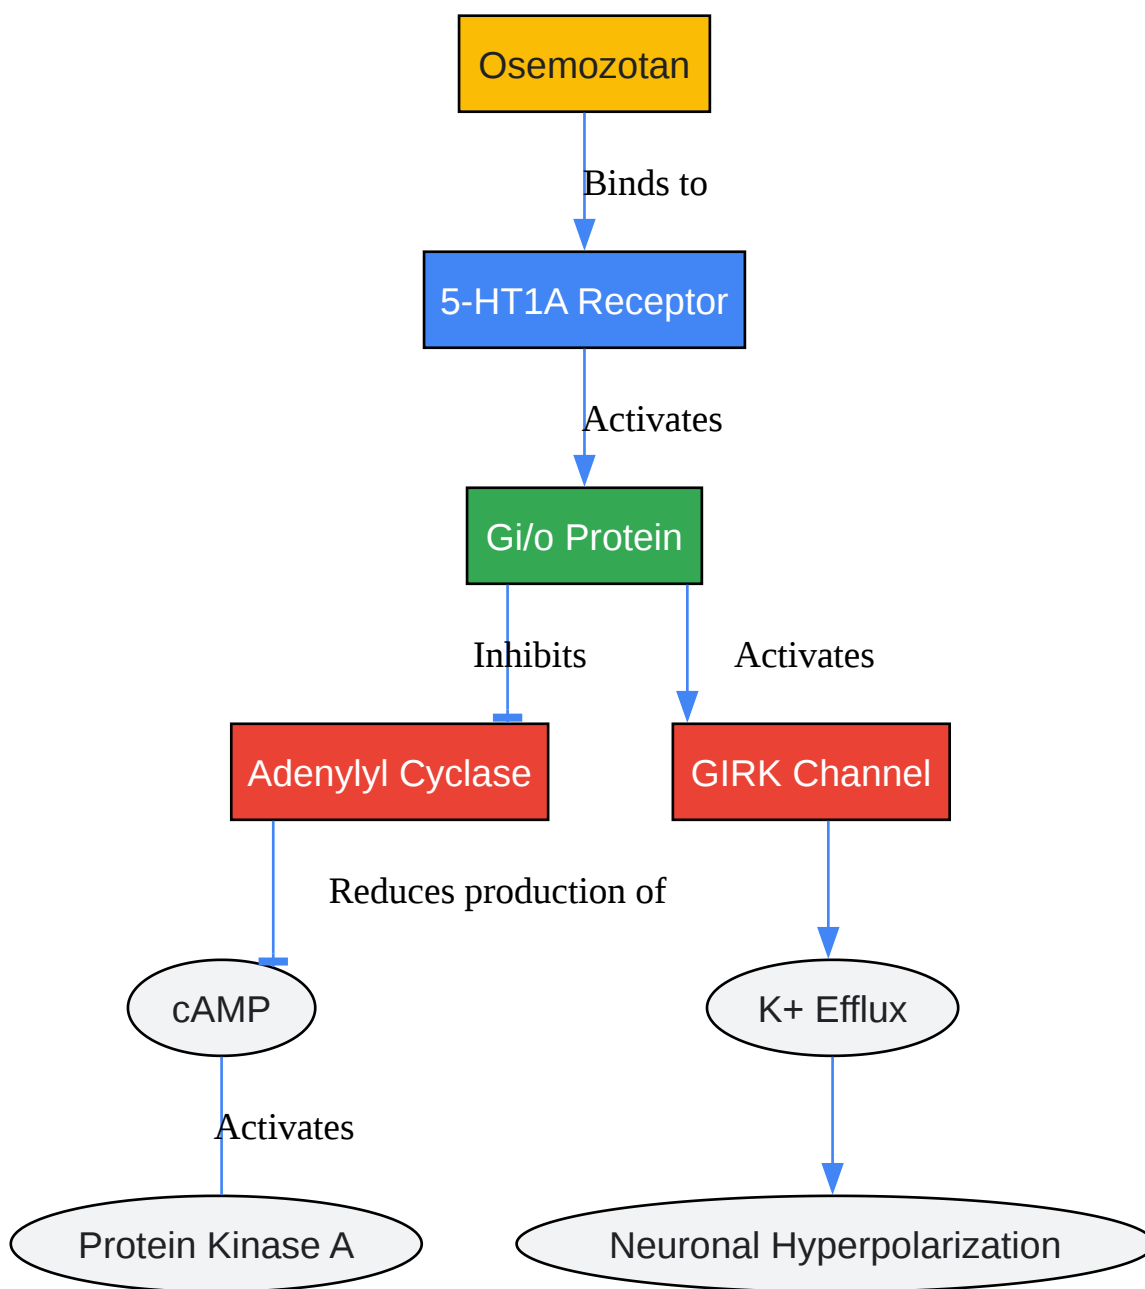 Osemozotan
Binds to
5-HT1A Receptor
Activates
Gi/o Protein
Inhibits
Activates
Adenylyl Cyclase
GIRK Channel
Reduces production of
cAMP
K+ Efflux
Activates
Protein Kinase A
Neuronal Hyperpolarization